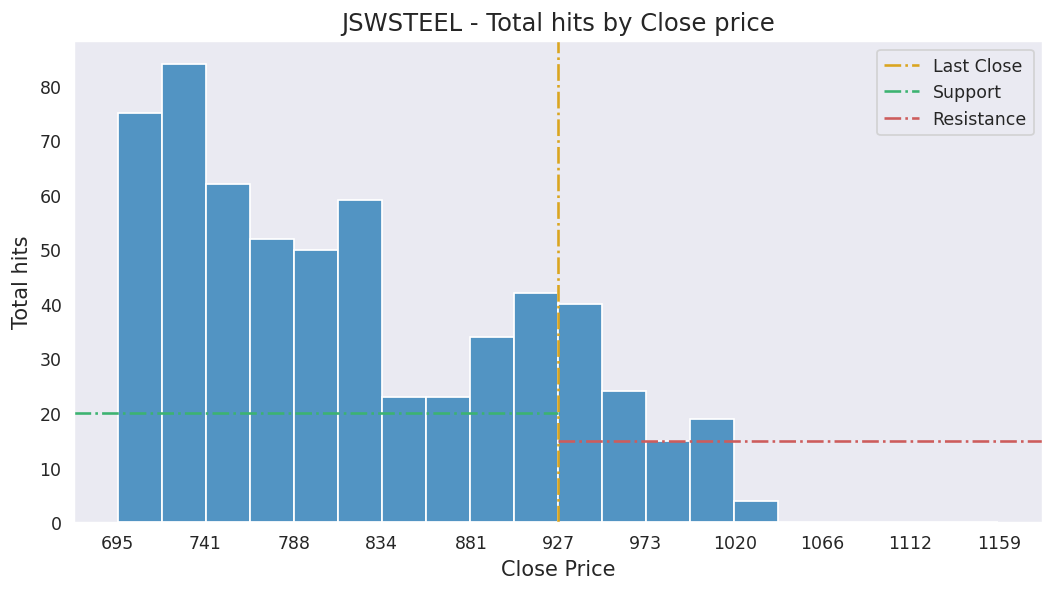 JSWSTEEL - Total hits by Close price
Last Close
Support
Resistance
Total hits
80
70
60
50
40
30
20
10
0
695 741 788 834 881 927 973 1020 1066 1112 1159
Close Price